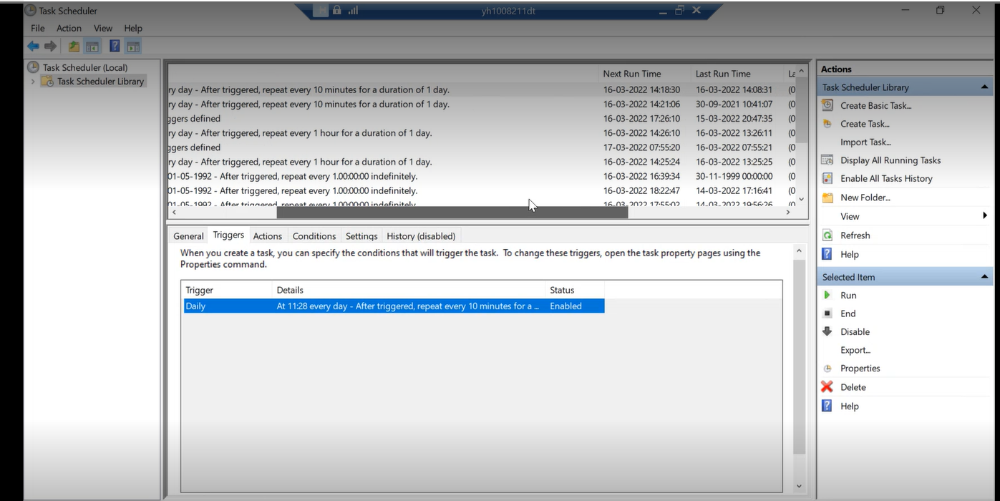 Task Scheduler
yh1008211dt
File Action View Help
Task Scheduler (Local)
Task Scheduler Library
Next Run Time Last Run Time La
ry day - After triggered, repeat every 10 minutes for a duration of 1 day. 16-03-2022 14:18:30 16-03-2022 14:08:31 (0
ry day - After triggered, repeat every 10 minutes for a duration of 1 day. 16-03-2022 14:21:06 30-09-2021 10:41:07 (0
ggers defined 16-03-2022 17:26:10 15-03-2022 20:47:35 (0
ry day - After triggered, repeat every 1 hour for a duration of 1 day. 16-03-2022 14:26:10 16-03-2022 13:26:11 (0
ggers defined 17-03-2022 07:55:20 16-03-2022 07:55:21 (0
ry day - After triggered, repeat every 1 hour for a duration of 1 day. 16-03-2022 14:25:24 16-03-2022 13:25:25 (0
01-05-1992 - After triggered, repeat every 1.00:00:00 indefinitely. 16-03-2022 16:39:34 30-11-1999 00:00:00 (0
01-05-1992 - After triggered, repeat every 1.00:00:00 indefinitely. 16-03-2022 18:22:47 14-03-2022 17:16:41 (0
01-05-1992 - After triggered, repeat every 1.00:00:00 indefinitely. 16-03-2022 17:55:02 14-03-2022 19:56:26 (0
General Triggers Actions Conditions Settings History (disabled)
When you create a task, you can specify the conditions that will trigger the task. To change these triggers, open the task property pages using the
Properties command.
Trigger Details Status
Daily At 11:28 every day - After triggered, repeat every 10 minutes for a ... Enabled
Actions
Task Scheduler Library
Create Basic Task...
Create Task...
Import Task...
Display All Running Tasks
Enable All Tasks History
New Folder...
View
Refresh
Help
Selected Item
Run
End
Disable
Export...
Properties
Delete
Help